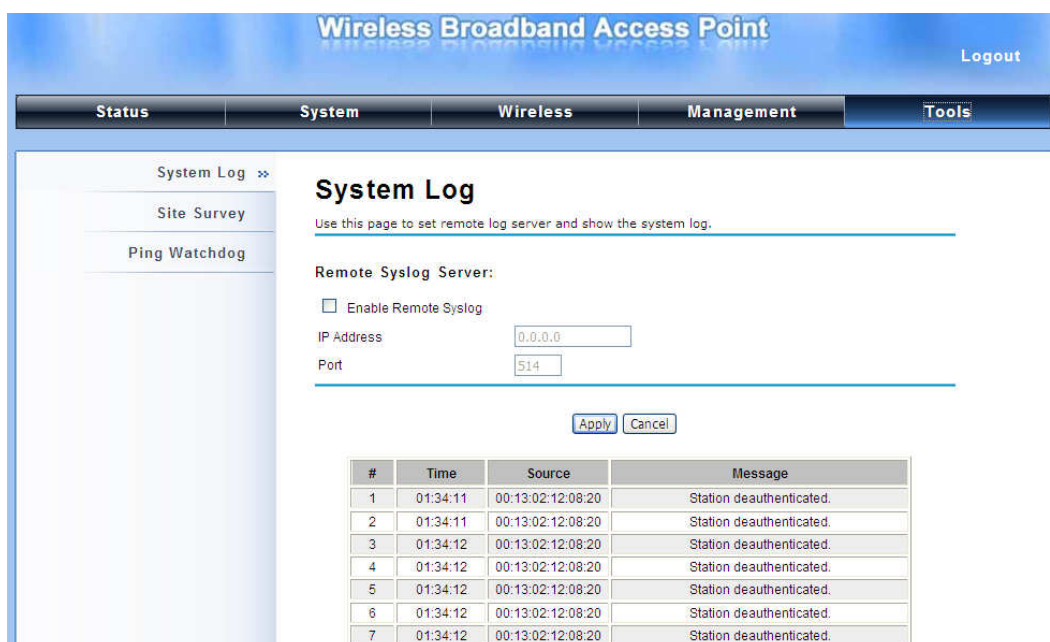 Wireless Broadband Access Point
Logout
Status System Wireless Management Tools
System Log »
Site Survey
Ping Watchdog
System Log
Use this page to set remote log server and show the system log.
Remote Syslog Server:
Enable Remote Syslog
IP Address 0.0.0.0
Port 514
Apply Cancel
# Time Source Message
1 01:34:11 00:13:02:12:08:20 Station deauthenticated.
2 01:34:11 00:13:02:12:08:20 Station deauthenticated.
3 01:34:12 00:13:02:12:08:20 Station deauthenticated.
4 01:34:12 00:13:02:12:08:20 Station deauthenticated.
5 01:34:12 00:13:02:12:08:20 Station deauthenticated.
6 01:34:12 00:13:02:12:08:20 Station deauthenticated.
7 01:34:12 00:13:02:12:08:20 Station deauthenticated.